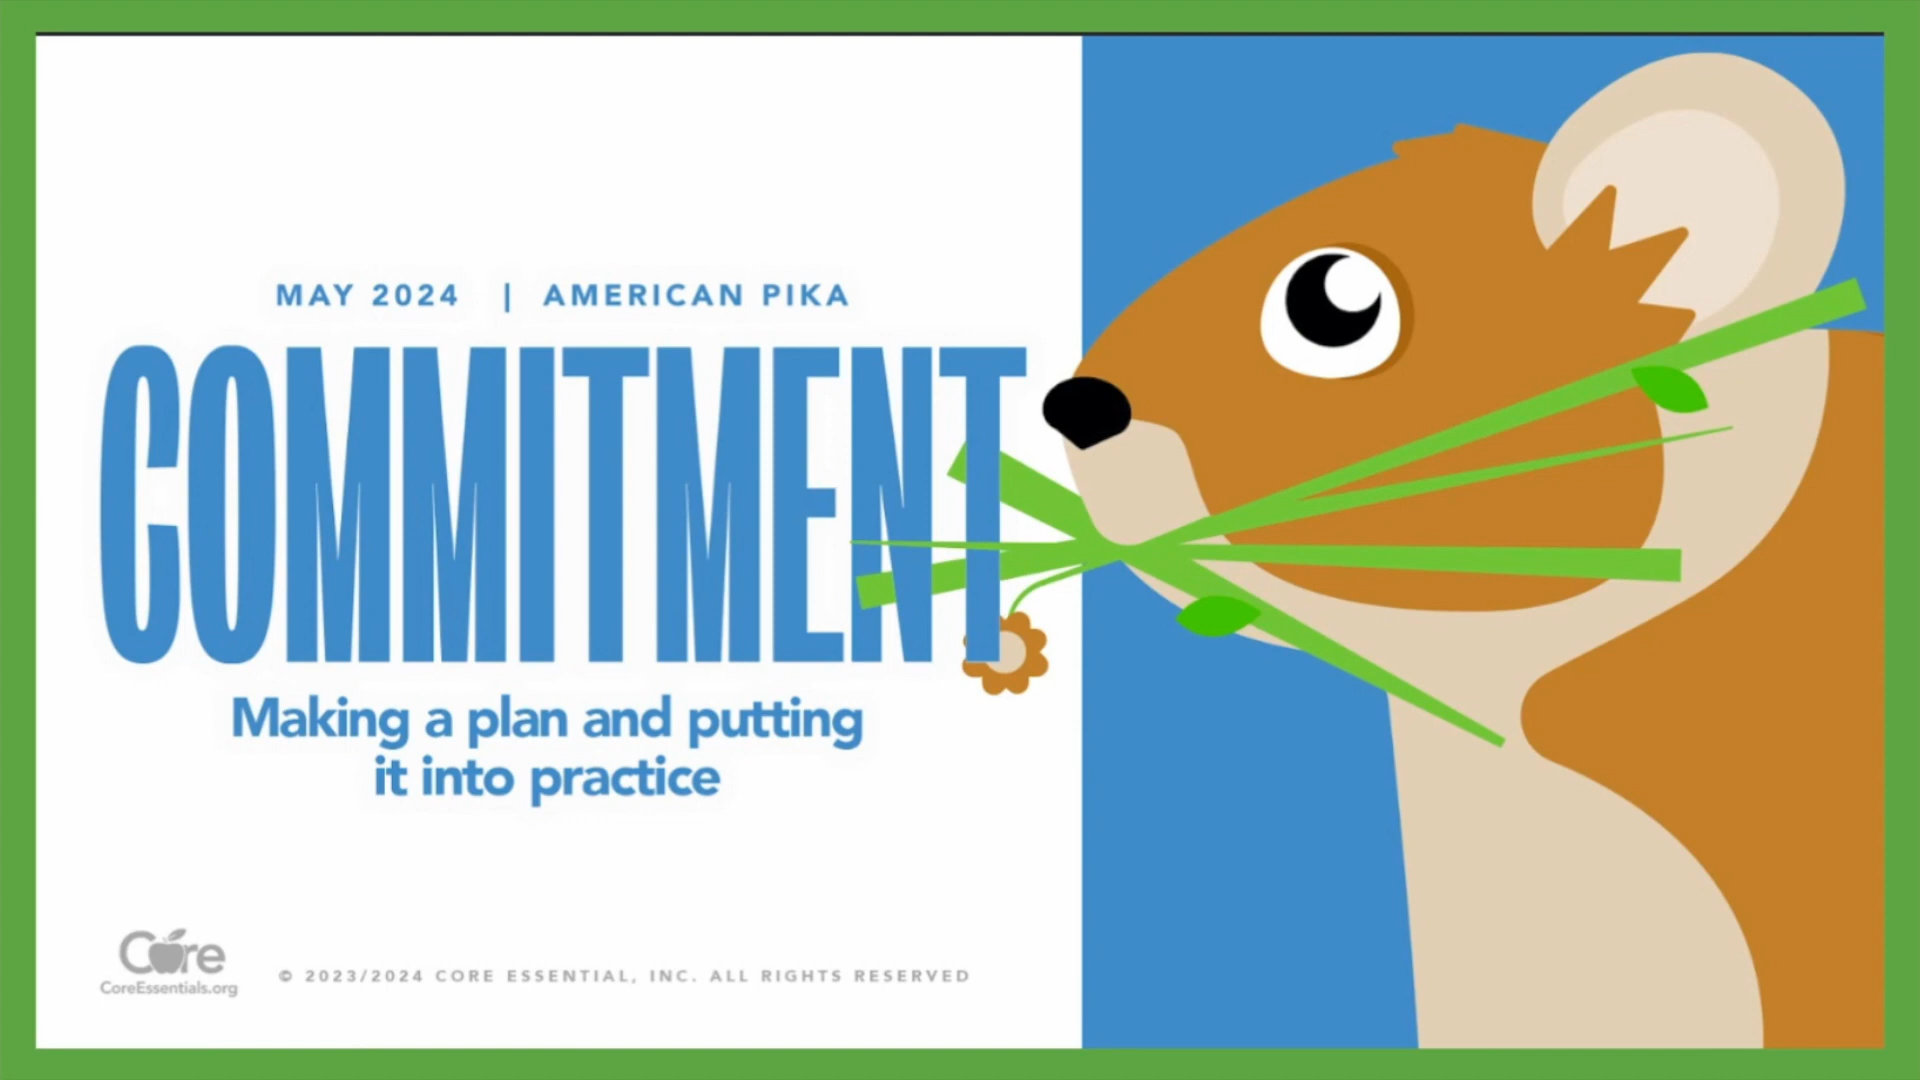 MAY 2024 | AMERICAN PIKA
COMMITMENT
Making a plan and putting
it into practice
Core
CoreEssentials.org
© 2023/2024 CORE ESSENTIAL, INC. ALL RIGHTS RESERVED